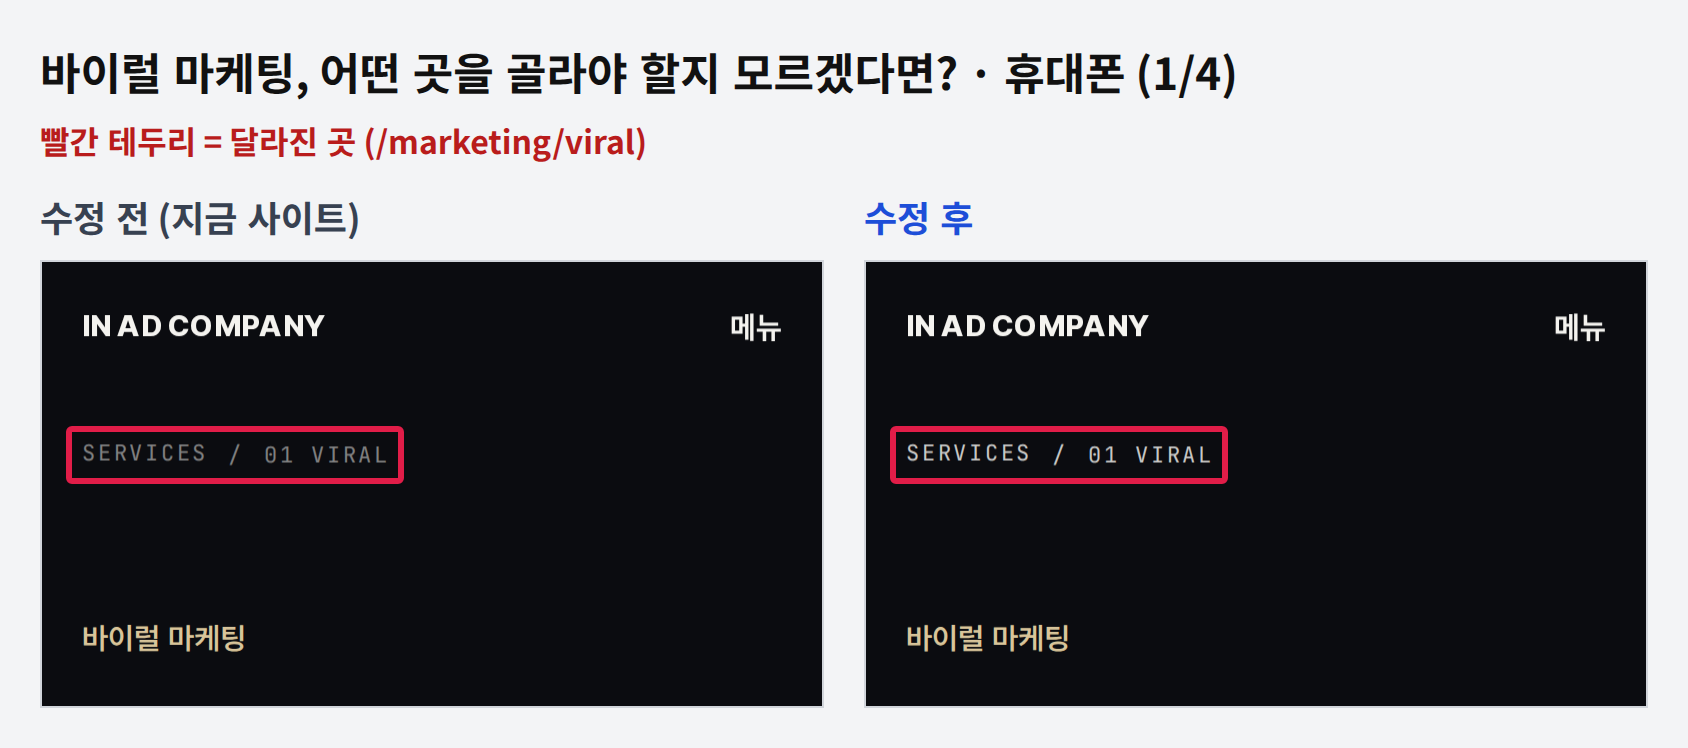 바이럴 마케팅, 어떤 곳을 골라야 할지 모르겠다면? · 휴대폰 (1/4)
빨간 테두리 = 달라진 곳 (/marketing/viral)
수정 전 (지금 사이트)
IN AD COMPANY 메뉴
SERVICES / 01 VIRAL
바이럴 마케팅
수정 후
IN AD COMPANY 메뉴
SERVICES / 01 VIRAL
바이럴 마케팅